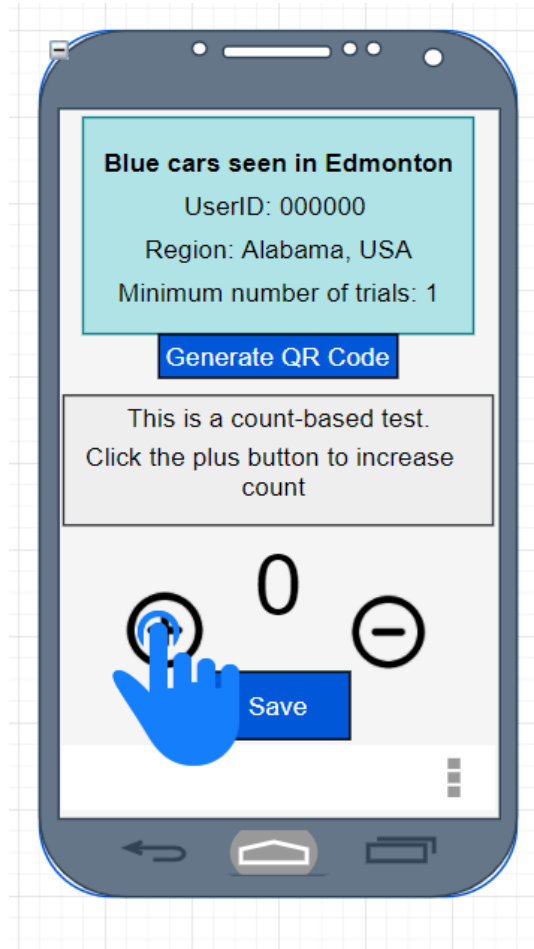 Blue cars seen in Edmonton
UserID: 000000
Region: Alabama, USA
Minimum number of trials: 1
Generate QR Code
This is a count-based test.
Click the plus button to increase
count
0
Save